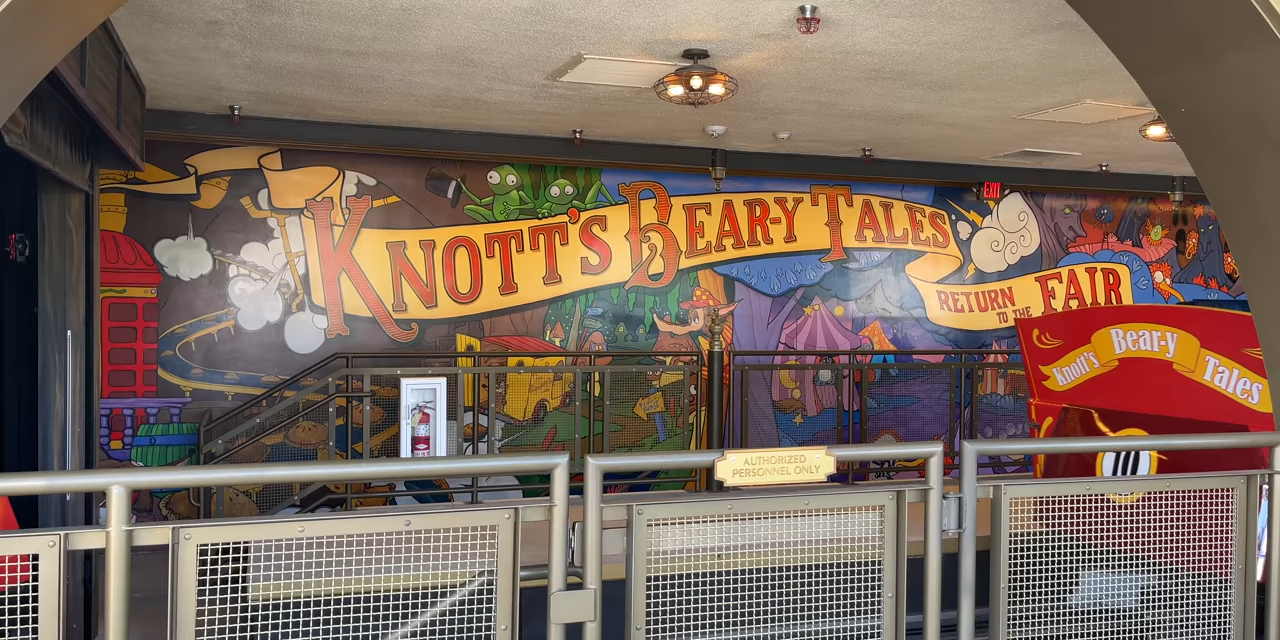 KNOTT'S BEAR-Y TALES
RETURN
TO THE
FAIR
EXIT
Knott's
Bear-y
Tales
AUTHORIZED
PERSONNEL ONLY